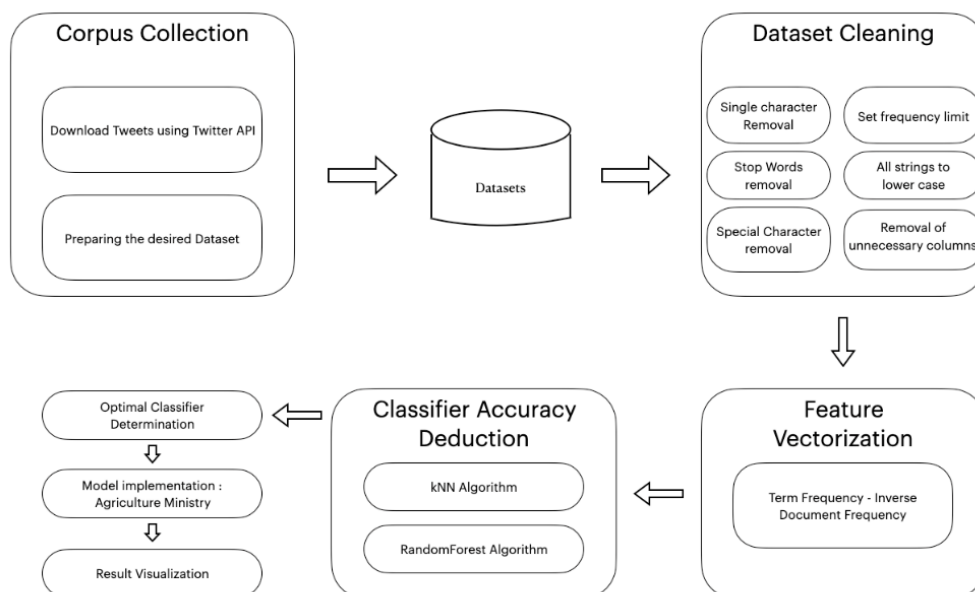 Corpus Collection
Download Tweets using Twitter API
Preparing the desired Dataset
Datasets
Dataset Cleaning
Single character
Removal
Set frequency limit
Stop Words
removal
All strings to
lower case
Special Character
removal
Removal of
unnecessary columns
Feature
Vectorization
Term Frequency - Inverse
Document Frequency
Classifier Accuracy
Deduction
kNN Algorithm
RandomForest Algorithm
Optimal Classifier
Determination
Model implementation :
Agriculture Ministry
Result Visualization